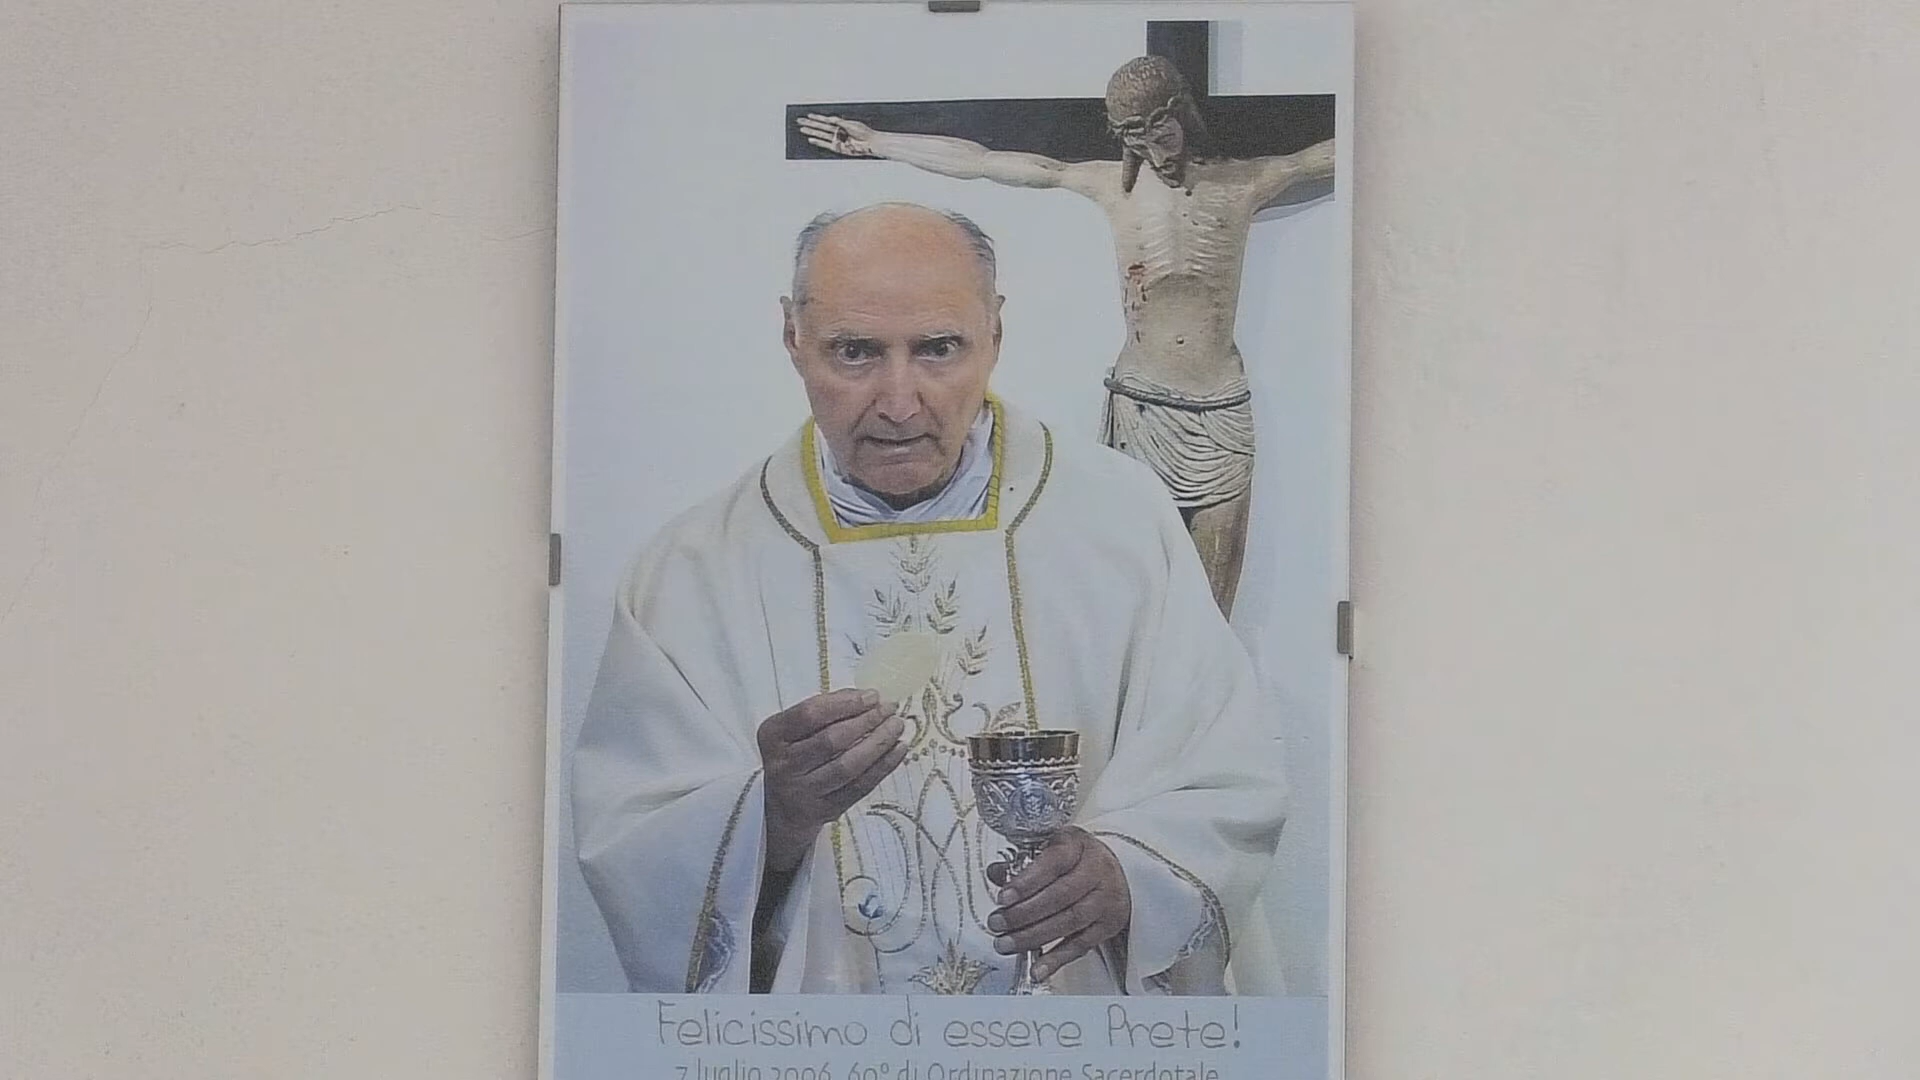 Felicissimo di essere Prete!
7 luglio 2006, 60° di Ordinazione Sacerdotale